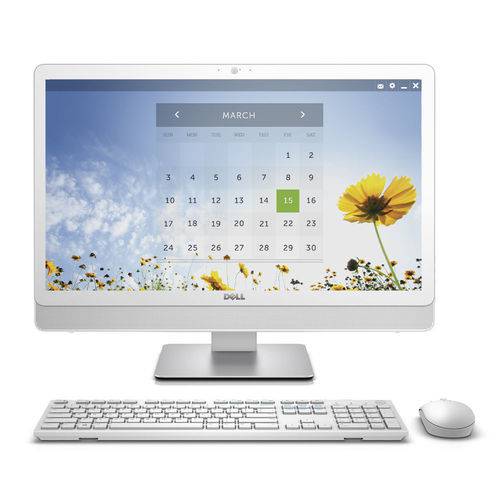 MARCH
SUN MON TUE WED THU FRI SAT
1 2
3 4 5 6 7 8 9
10 11 12 13 14 15 16
17 18 19 20 21 22 23
24 25 26 27 28 29 30
DELL